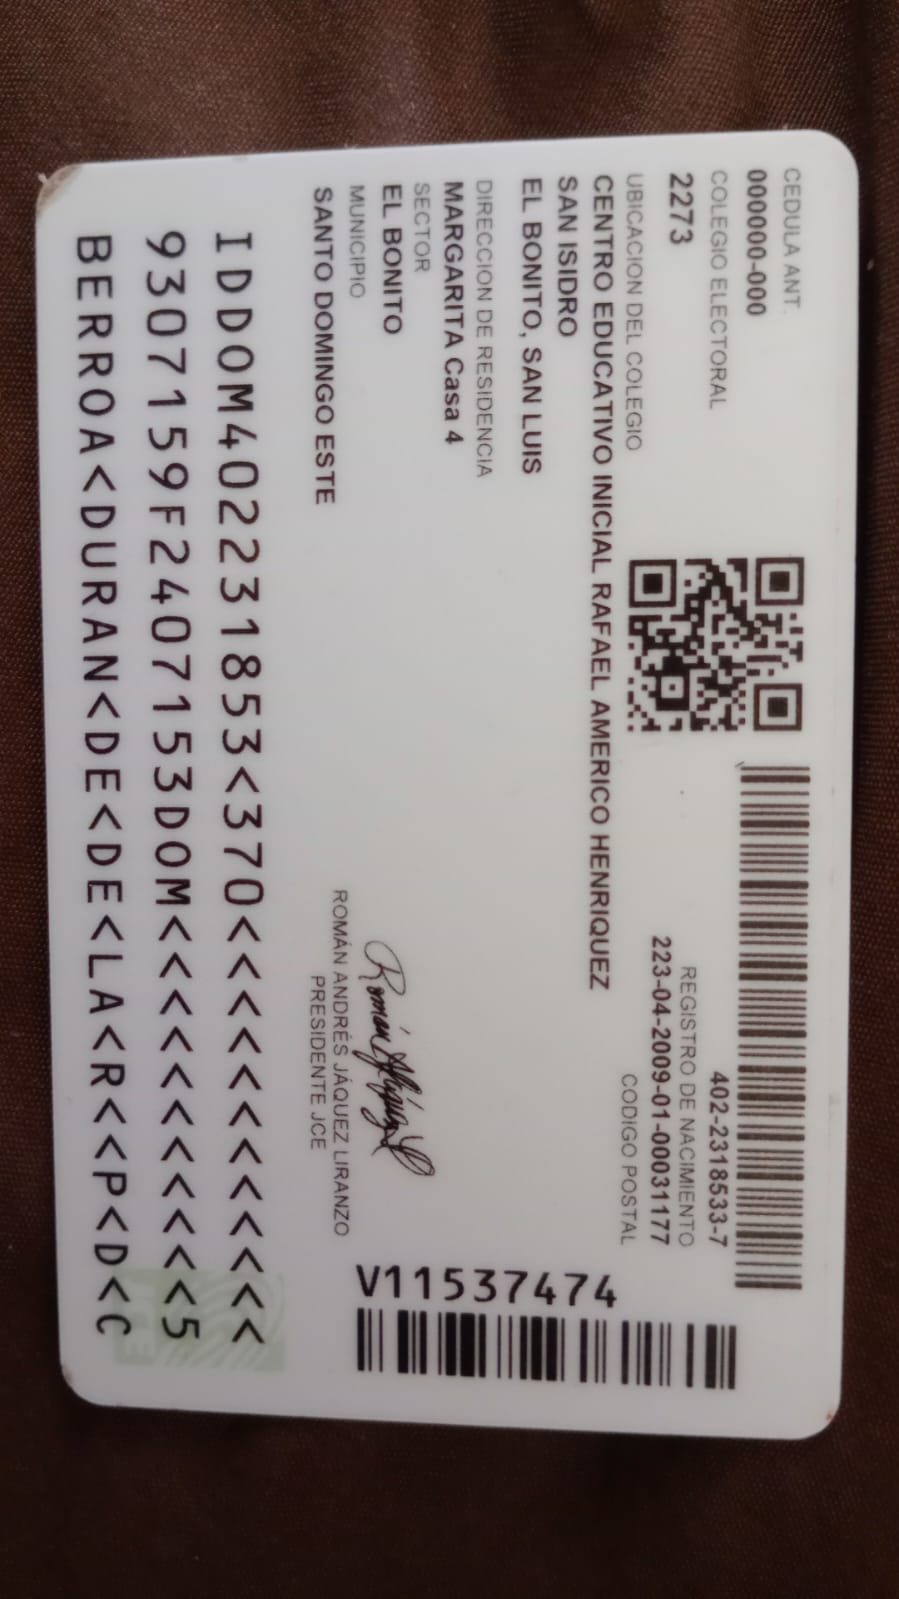 CEDULA ANT.
000000-000
COLEGIO ELECTORAL
2273
UBICACION DEL COLEGIO
CENTRO EDUCATIVO INICIAL RAFAEL AMERICO HENRIQUEZ
SAN ISIDRO
EL BONITO, SAN LUIS
DIRECCION DE RESIDENCIA
MARGARITA Casa 4
SECTOR
EL BONITO
MUNICIPIO
SANTO DOMINGO ESTE
402-2318533-7
REGISTRO DE NACIMIENTO
223-04-2009-01-00031177
CODIGO POSTAL
V11537474
ROMÁN ANDRÉS JÁQUEZ LIRANZO
PRESIDENTE JCE
IDDOM402231853<370<<<<<<<<<<<<
9307159F2407153DOM<<<<<<<<<<<5
BERROA<DURAN<DE<DE<LA<R<<P<D<C